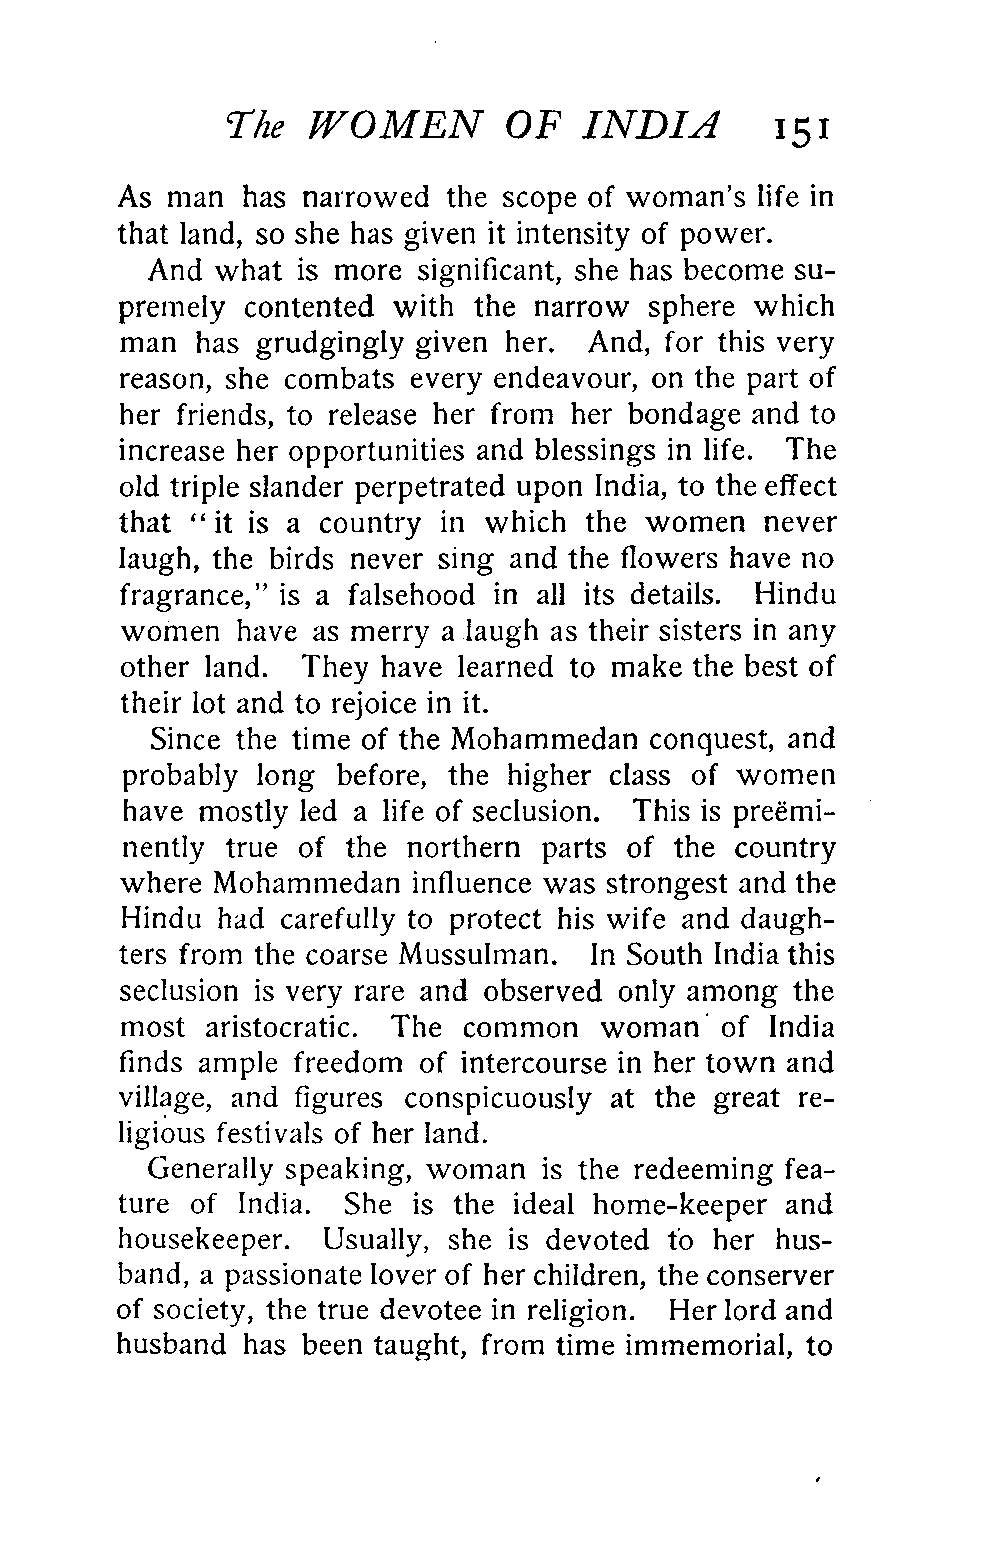 The WOMEN OF INDIA 151
As man has narrowed the scope of woman's life in
that land, so she has given it intensity of power.
And what is more significant, she has become su-
premely contented with the narrow sphere which
man has grudgingly given her. And, for this very
reason, she combats every endeavour, on the part of
her friends, to release her from her bondage and to
increase her opportunities and blessings in life. The
old triple slander perpetrated upon India, to the effect
that "it is a country in which the women never
laugh, the birds never sing and the flowers have no
fragrance," is a falsehood in all its details. Hindu
women have as merry a laugh as their sisters in any
other land. They have learned to make the best of
their lot and to rejoice in it.
Since the time of the Mohammedan conquest, and
probably long before, the higher class of women
have mostly led a life of seclusion. This is preëmi-
nently true of the northern parts of the country
where Mohammedan influence was strongest and the
Hindu had carefully to protect his wife and daugh-
ters from the coarse Mussulman. In South India this
seclusion is very rare and observed only among the
most aristocratic. The common woman of India
finds ample freedom of intercourse in her town and
village, and figures conspicuously at the great re-
ligious festivals of her land.
Generally speaking, woman is the redeeming fea-
ture of India. She is the ideal home-keeper and
housekeeper. Usually, she is devoted to her hus-
band, a passionate lover of her children, the conserver
of society, the true devotee in religion. Her lord and
husband has been taught, from time immemorial, to